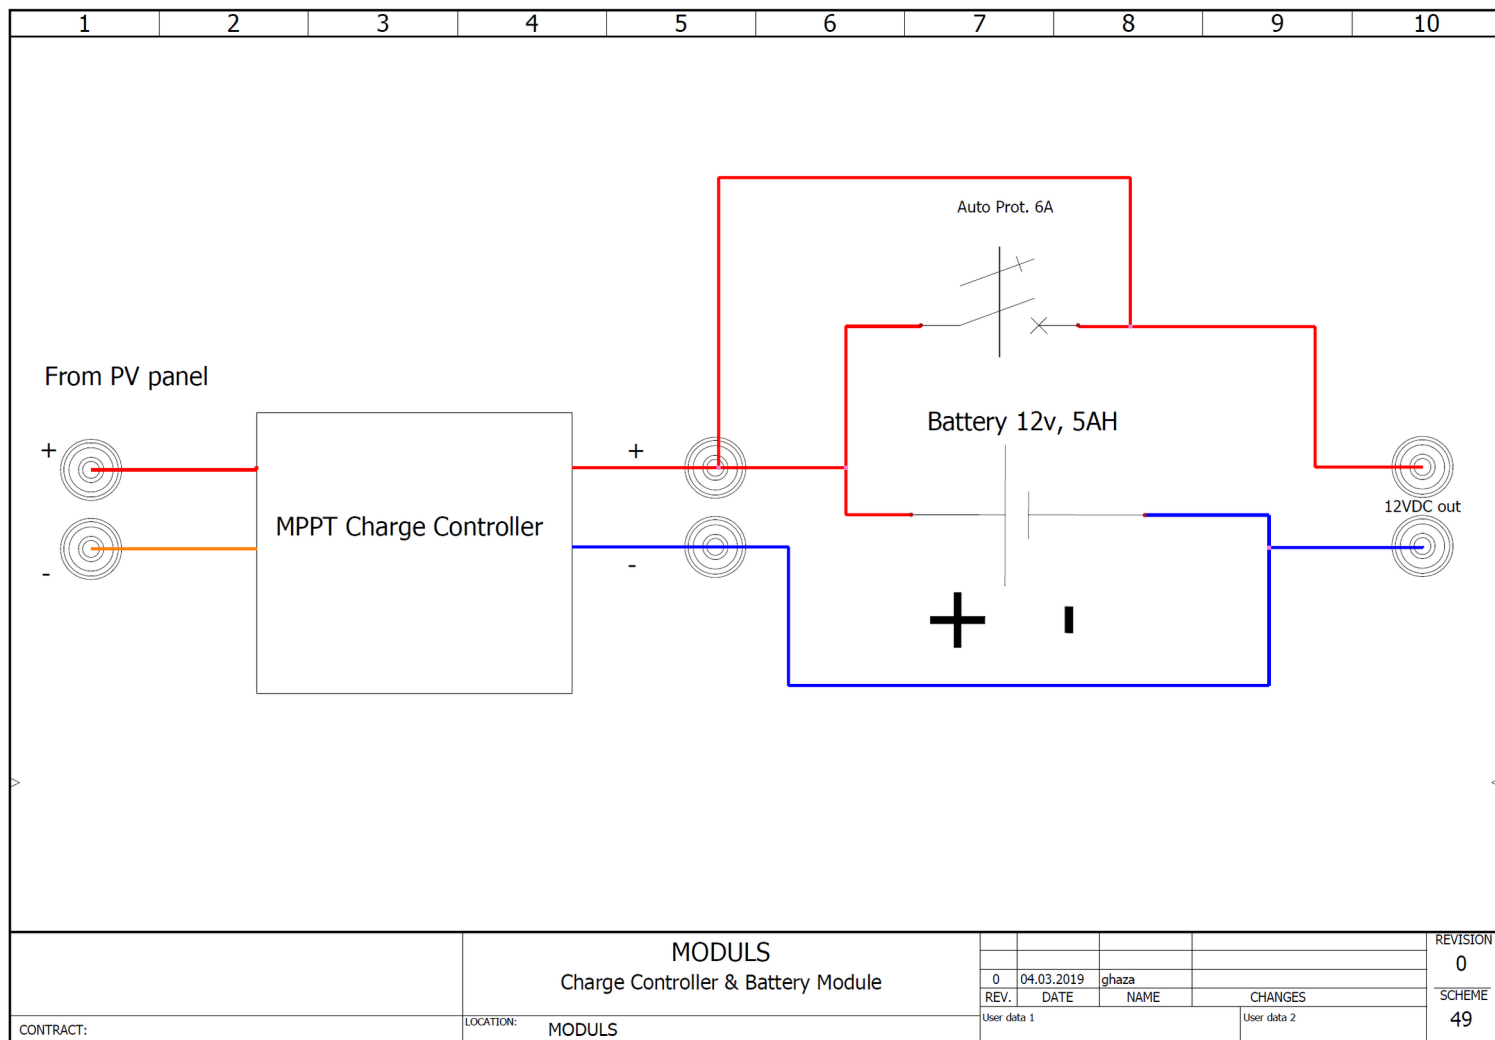 1 2 3 4 5 6 7 8 9 10
Auto Prot. 6A
From PV panel
Battery 12v, 5AH
+ +
12VDC out
MPPT Charge Controller
- -
+ -
MODULS
Charge Controller & Battery Module
REVISION
0
0 04.03.2019 ghaza
REV. DATE NAME CHANGES
SCHEME
49
CONTRACT:
LOCATION: MODULS
User data 1 User data 2